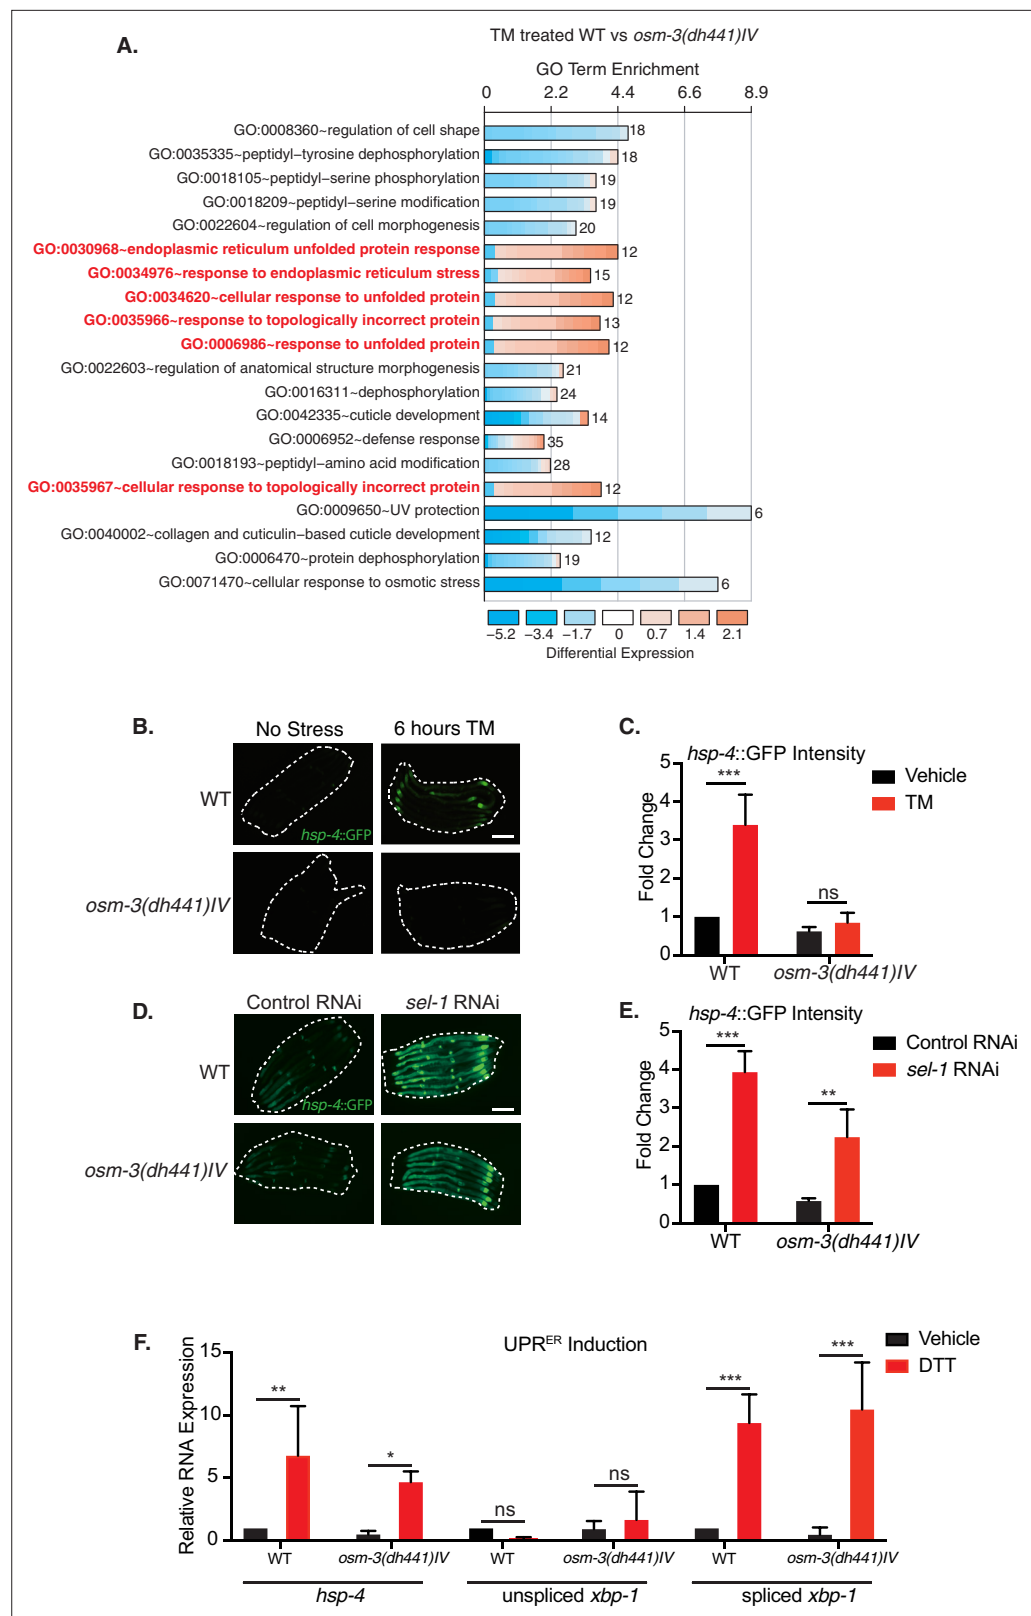 A.
TM treated WT vs osm-3(dh441)IV
GO Term Enrichment
0 2.2 4.4 6.6 8.9
GO:0008360~regulation of cell shape 18
GO:0035335~peptidyl-tyrosine dephosphorylation 18
GO:0018105~peptidyl-serine phosphorylation 19
GO:0018209~peptidyl-serine modification 19
GO:0022604~regulation of cell morphogenesis 20
GO:0030968~endoplasmic reticulum unfolded protein response 12
GO:0034976~response to endoplasmic reticulum stress 15
GO:0034620~cellular response to unfolded protein 12
GO:0035966~response to topologically incorrect protein 13
GO:0006986~response to unfolded protein 12
GO:0022603~regulation of anatomical structure morphogenesis 21
GO:0016311~dephosphorylation 24
GO:0042335~cuticle development 14
GO:0006952~defense response 35
GO:0018193~peptidyl-amino acid modification 28
GO:0035967~cellular response to topologically incorrect protein 12
GO:0009650~UV protection 6
GO:0040002~collagen and cuticulin-based cuticle development 12
GO:0006470~protein dephosphorylation 19
GO:0071470~cellular response to osmotic stress 6
−5.2 −3.4 −1.7 0 0.7 1.4 2.1
Differential Expression
B.
No Stress 6 hours TM
WT
hsp-4::GFP
osm-3(dh441)IV
C.
hsp-4::GFP Intensity
Vehicle
TM
Fold Change
5
4
3
2
1
0
***
ns
WT osm-3(dh441)IV
D.
Control RNAi sel-1 RNAi
WT
hsp-4::GFP
osm-3(dh441)IV
E.
hsp-4::GFP Intensity
Control RNAi
sel-1 RNAi
Fold Change
5
4
3
2
1
0
***
**
WT osm-3(dh441)IV
F.
UPRᴱᴿ Induction
Vehicle
DTT
Relative RNA Expression
15
10
5
0
** * ns ns *** ***
WT osm-3(dh441)IV WT osm-3(dh441)IV WT osm-3(dh441)IV
hsp-4 unspliced xbp-1 spliced xbp-1